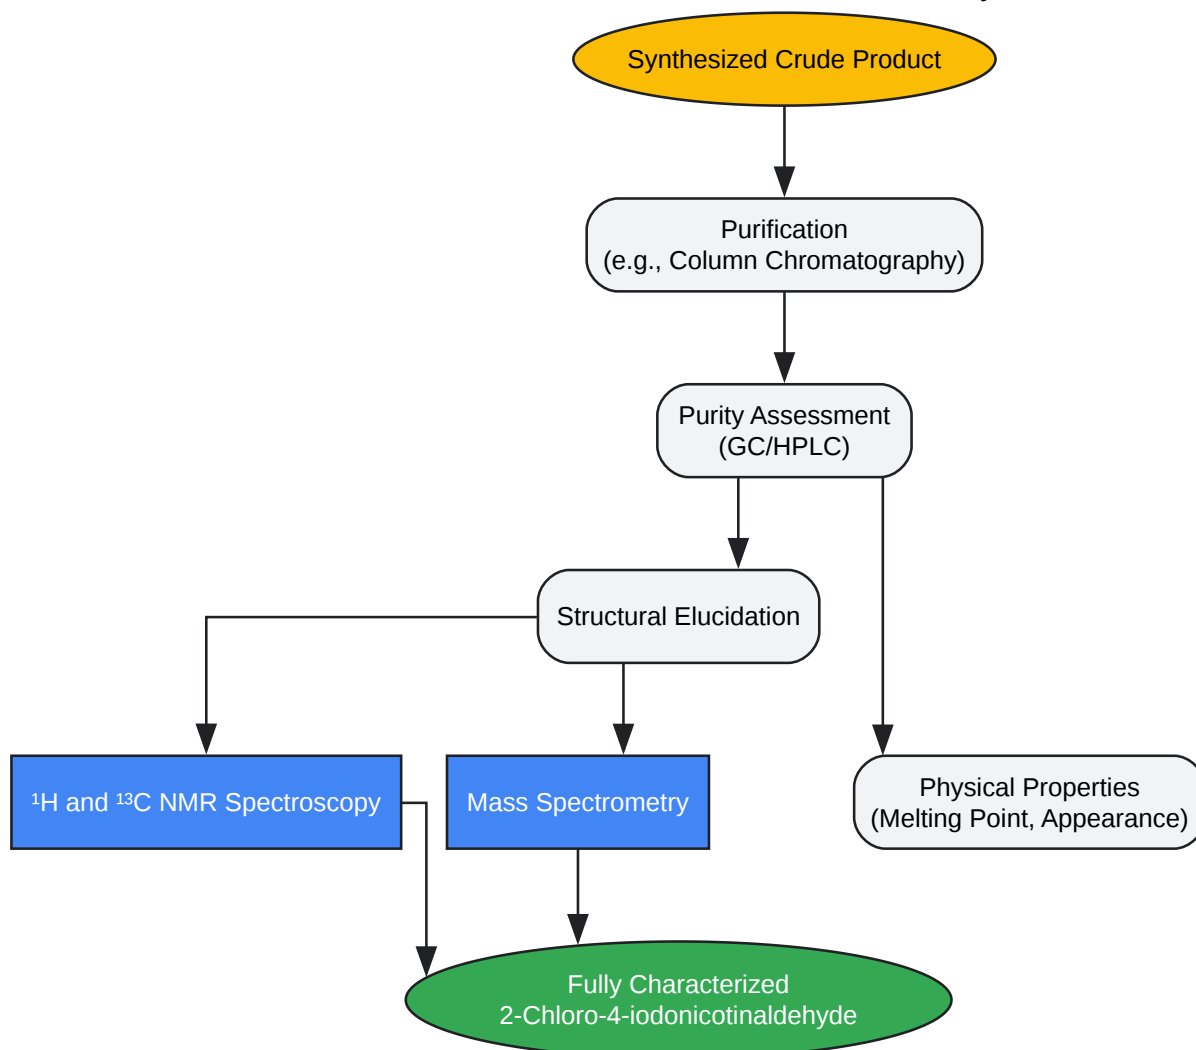 Synthesized Crude Product
Purification
(e.g., Column Chromatography)
Purity Assessment
(GC/HPLC)
Structural Elucidation
¹H and ¹³C NMR Spectroscopy
Mass Spectrometry
Physical Properties
(Melting Point, Appearance)
Fully Characterized
2-Chloro-4-iodonicotinaldehyde